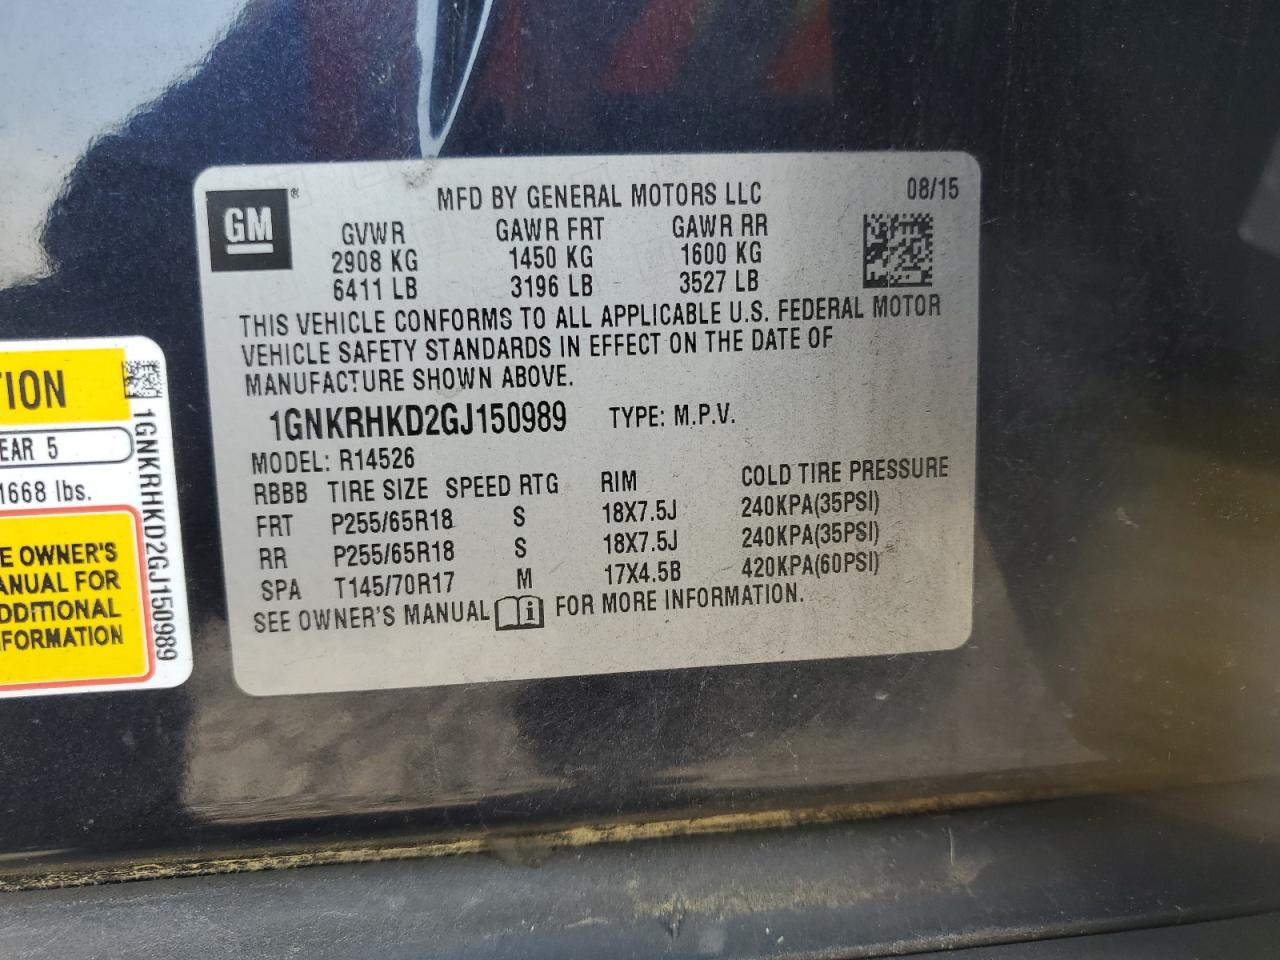 GM®
MFD BY GENERAL MOTORS LLC 08/15
GVWR GAWR FRT GAWR RR
2908 KG 1450 KG 1600 KG
6411 LB 3196 LB 3527 LB
THIS VEHICLE CONFORMS TO ALL APPLICABLE U.S. FEDERAL MOTOR
VEHICLE SAFETY STANDARDS IN EFFECT ON THE DATE OF
MANUFACTURE SHOWN ABOVE.
1GNKRHKD2GJ150989 TYPE: M.P.V.
MODEL: R14526
RBBB TIRE SIZE SPEED RTG RIM COLD TIRE PRESSURE
FRT P255/65R18 S 18X7.5J 240KPA(35PSI)
RR P255/65R18 S 18X7.5J 240KPA(35PSI)
SPA T145/70R17 M 17X4.5B 420KPA(60PSI)
SEE OWNER'S MANUAL i FOR MORE INFORMATION.
TION
EAR 5
1668 lbs.
E OWNER'S
ANUAL FOR
DDITIONAL
FORMATION
1GNKRHKD2GJ150989